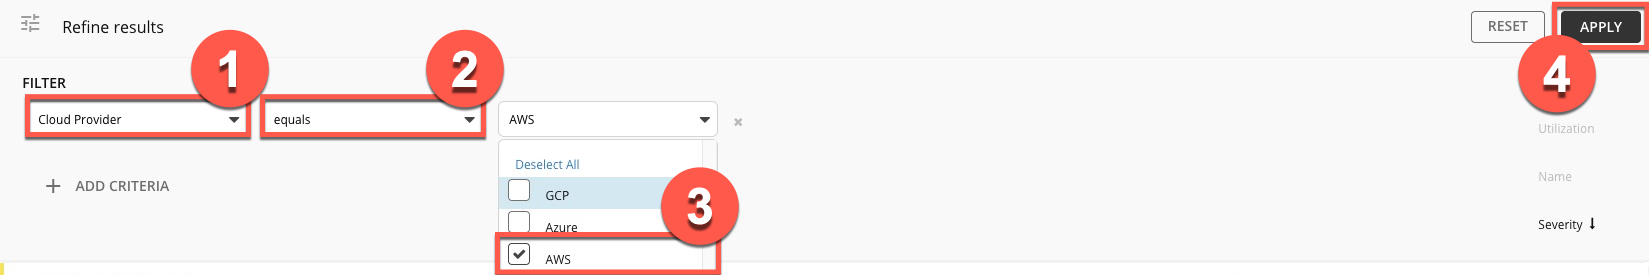 Refine results
RESET
APPLY
1
2
4
FILTER
Cloud Provider
equals
AWS
Utilization
Deselect All
ADD CRITERIA
Name
GCP
3
Azure
Severity
AWS